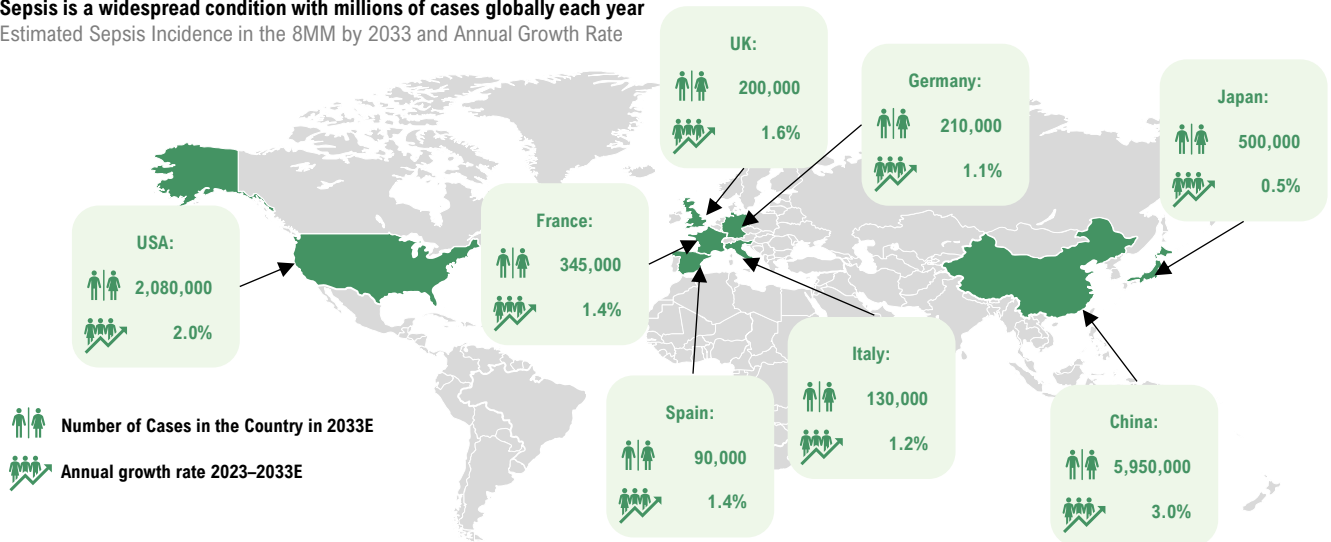 Sepsis is a widespread condition with millions of cases globally each year
Estimated Sepsis Incidence in the 8MM by 2033 and Annual Growth Rate
UK:
200,000
1.6%
Germany:
210,000
1.1%
Japan:
500,000
0.5%
USA:
2,080,000
2.0%
France:
345,000
1.4%
Italy:
130,000
1.2%
Spain:
90,000
1.4%
China:
5,950,000
3.0%
Number of Cases in the Country in 2033E
Annual growth rate 2023–2033E